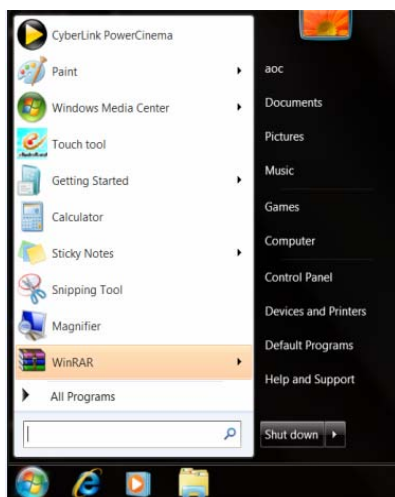 CyberLink PowerCinema
Paint
Windows Media Center
Touch tool
Getting Started
Calculator
Sticky Notes
Snipping Tool
Magnifier
WinRAR
All Programs
aoc
Documents
Pictures
Music
Games
Computer
Control Panel
Devices and Printers
Default Programs
Help and Support
Shut down